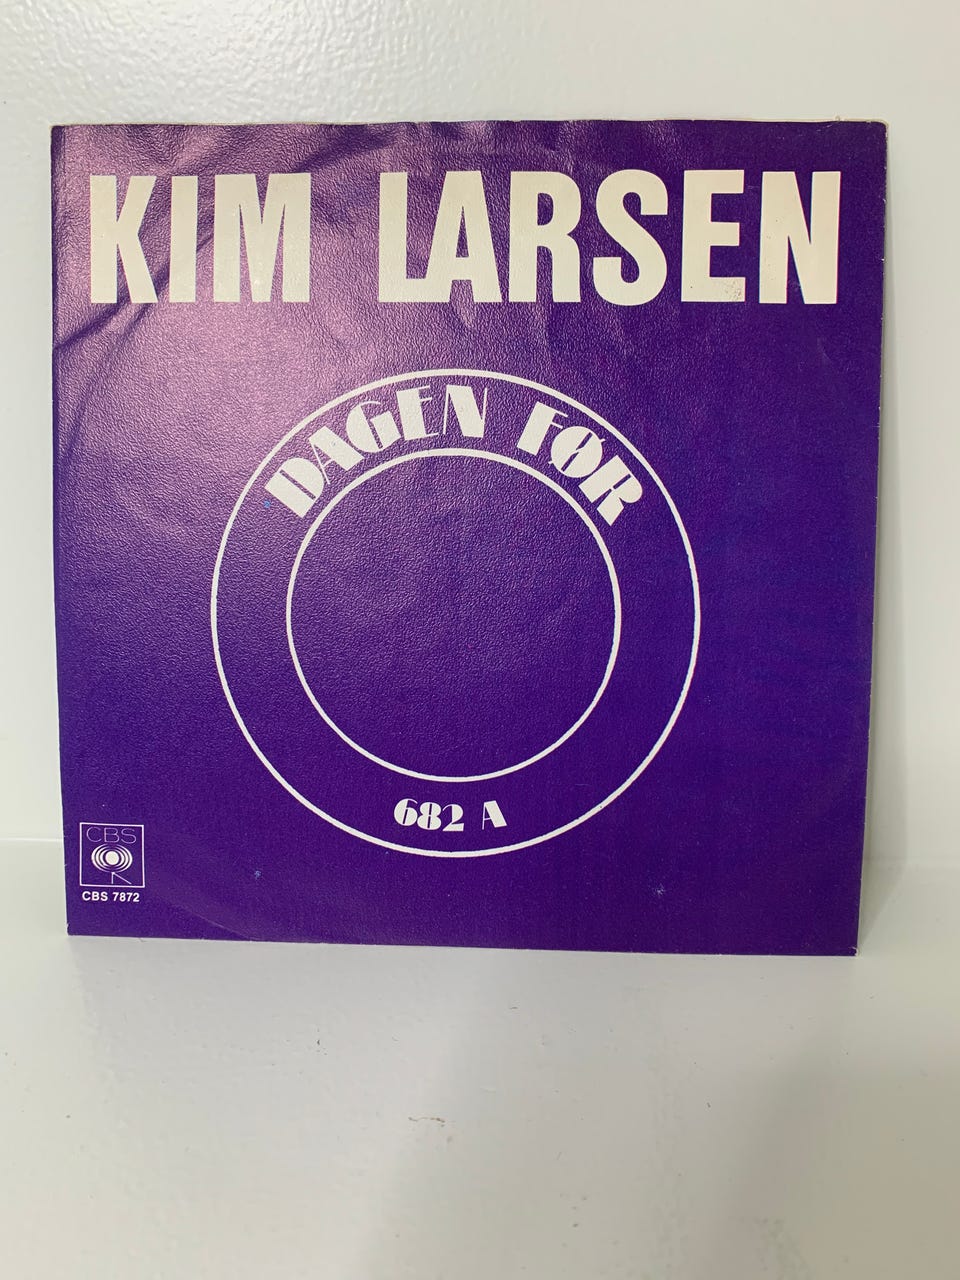 KIM LARSEN
DAGEN FØR
682 A
CBS
CBS 7872